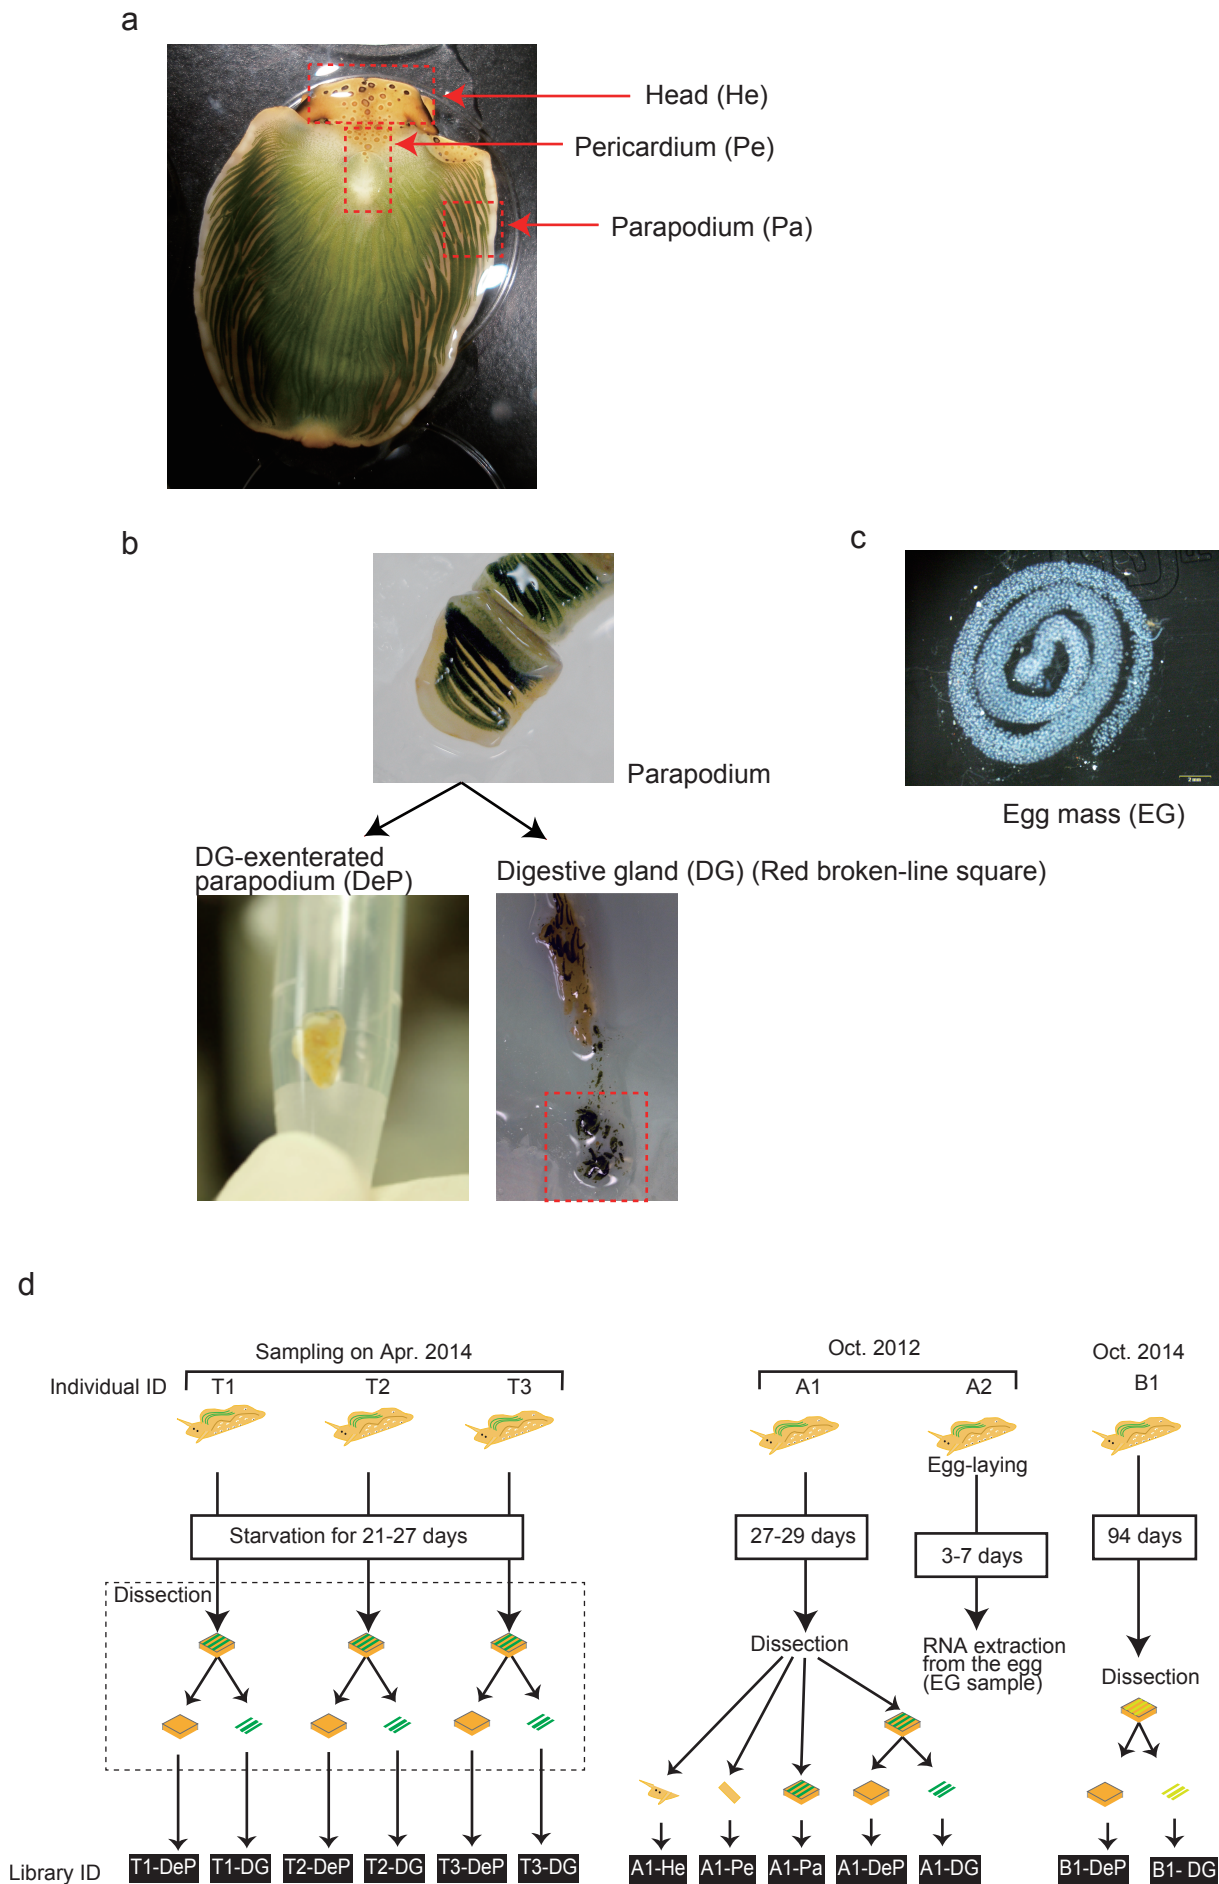 a
Head (He)
Pericardium (Pe)
Parapodium (Pa)
b
c
Parapodium
2 mm
Egg mass (EG)
DG-exenterated
parapodium (DeP)
Digestive gland (DG) (Red broken-line square)
d
Sampling on Apr. 2014
Oct. 2012
Oct. 2014
Individual ID
T1
T2
T3
A1
A2
B1
Egg-laying
Starvation for 21-27 days
27-29 days
3-7 days
94 days
Dissection
Dissection
RNA extraction
from the egg
(EG sample)
Dissection
Library ID
T1-DeP
T1-DG
T2-DeP
T2-DG
T3-DeP
T3-DG
A1-He
A1-Pe
A1-Pa
A1-DeP
A1-DG
B1-DeP
B1- DG